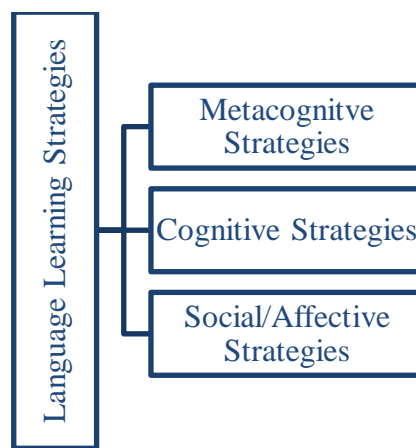 Language Learning Strategies
Metacognitve
Strategies
Cognitive Strategies
Social/Affective
Strategies